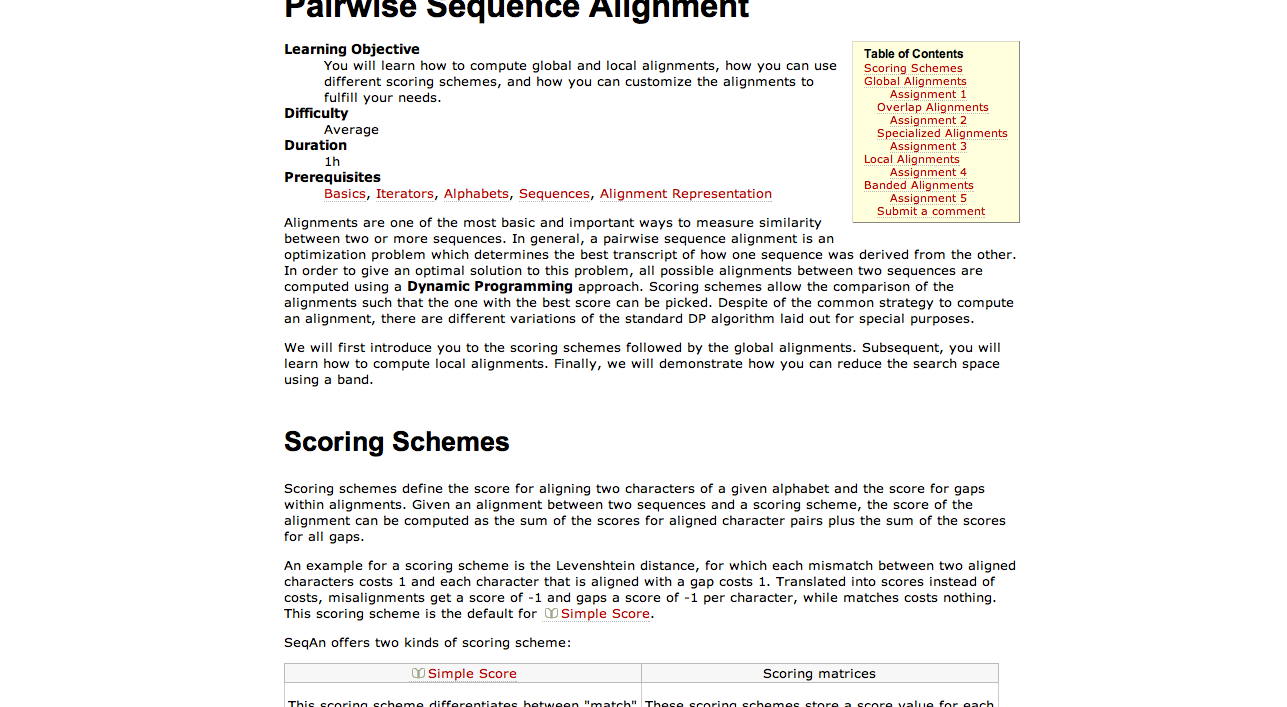 Pairwise Sequence Alignment
Learning Objective
You will learn how to compute global and local alignments, how you can use
different scoring schemes, and how you can customize the alignments to
fulfill your needs.
Difficulty
Average
Duration
1h
Prerequisites
Basics, Iterators, Alphabets, Sequences, Alignment Representation
Table of Contents
Scoring Schemes
Global Alignments
Assignment 1
Overlap Alignments
Assignment 2
Specialized Alignments
Assignment 3
Local Alignments
Assignment 4
Banded Alignments
Assignment 5
Submit a comment
Alignments are one of the most basic and important ways to measure similarity
between two or more sequences. In general, a pairwise sequence alignment is an
optimization problem which determines the best transcript of how one sequence was derived from the other.
In order to give an optimal solution to this problem, all possible alignments between two sequences are
computed using a Dynamic Programming approach. Scoring schemes allow the comparison of the
alignments such that the one with the best score can be picked. Despite of the common strategy to compute
an alignment, there are different variations of the standard DP algorithm laid out for special purposes.
We will first introduce you to the scoring schemes followed by the global alignments. Subsequent, you will
learn how to compute local alignments. Finally, we will demonstrate how you can reduce the search space
using a band.
Scoring Schemes
Scoring schemes define the score for aligning two characters of a given alphabet and the score for gaps
within alignments. Given an alignment between two sequences and a scoring scheme, the score of the
alignment can be computed as the sum of the scores for aligned character pairs plus the sum of the scores
for all gaps.
An example for a scoring scheme is the Levenshtein distance, for which each mismatch between two aligned
characters costs 1 and each character that is aligned with a gap costs 1. Translated into scores instead of
costs, misalignments get a score of -1 and gaps a score of -1 per character, while matches costs nothing.
This scoring scheme is the default for Simple Score.
SeqAn offers two kinds of scoring scheme:
Simple Score
Scoring matrices
This scoring scheme differentiates between "match"
These scoring schemes store a score value for each